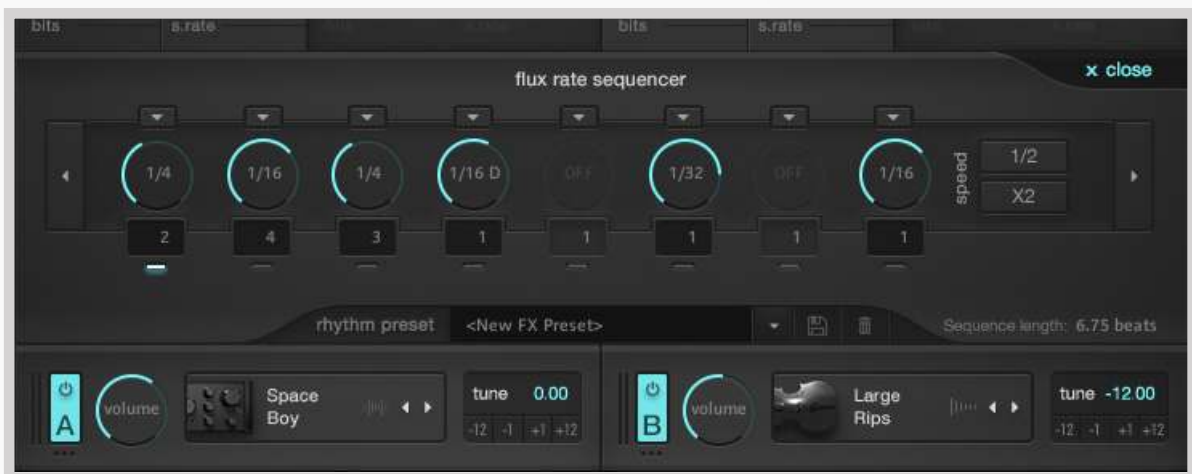 bits s.rate bits s.rate
x close
flux rate sequencer
1/4 1/16 1/4 1/16 D OFF 1/32 OFF 1/16
speed
1/2
X2
2 4 3 1 1 1 1 1
rhythm preset <New FX Preset> Sequence length: 6.75 beats
A volume Space Boy tune 0.00
-12 -1 +1 +12
B volume Large Rips tune -12.00
-12 -1 +1 +12